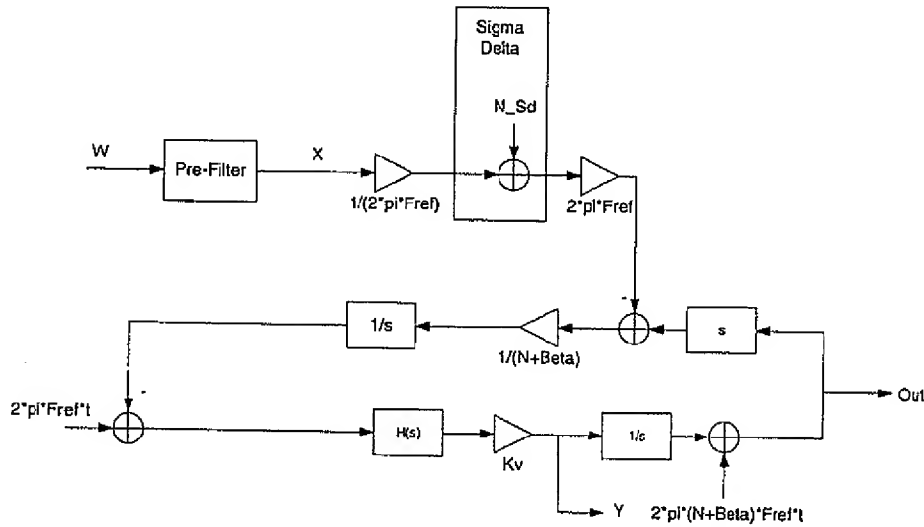 Sigma
Delta
N_Sd
W
Pre-Filter
X
1/(2*pi*Fref)
2*pi*Fref
1/s
1/(N+Beta)
-
s
2*pi*Fref*t
-
H(s)
Kv
1/s
Out
Y
2*pi*(N+Beta)*Fref*t